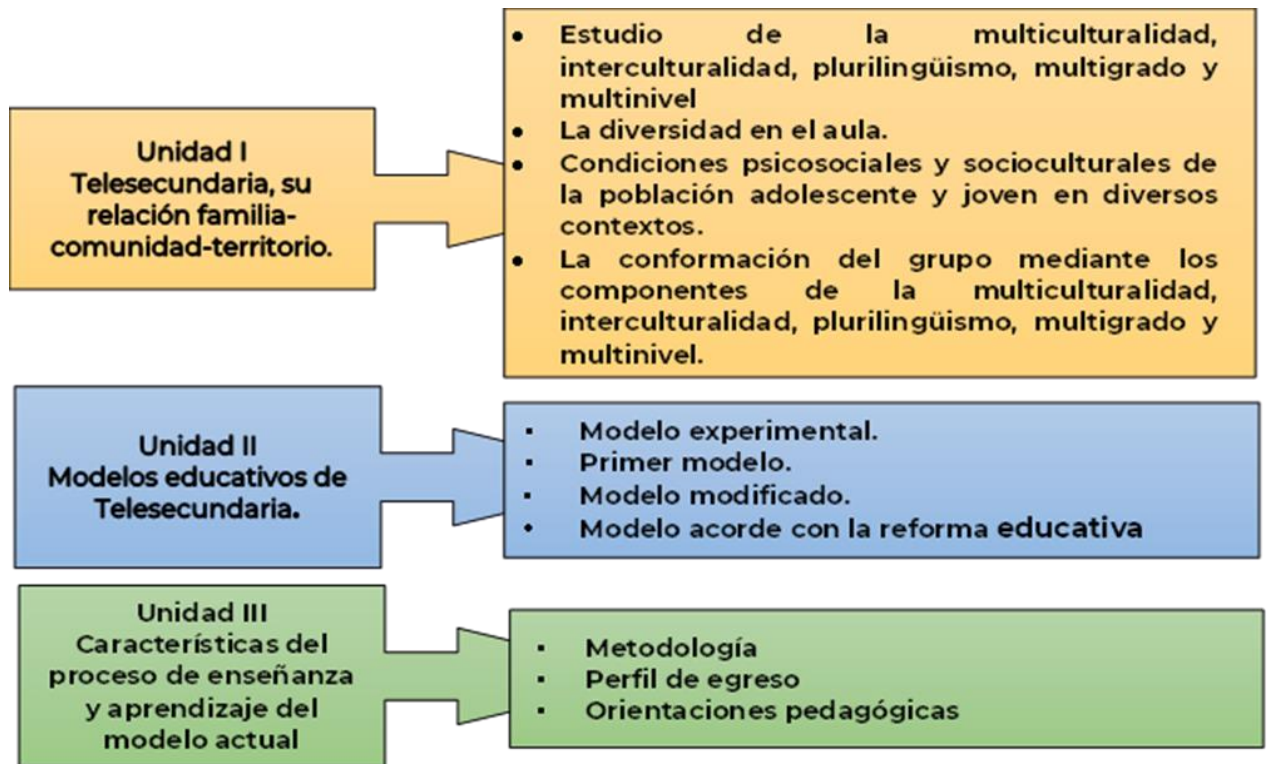 Unidad I
Telesecundaria, su
relación familia-
comunidad-territorio.
• Estudio de la multiculturalidad,
interculturalidad, plurilingüismo, multigrado y
multinivel
• La diversidad en el aula.
• Condiciones psicosociales y socioculturales de
la población adolescente y joven en diversos
contextos.
• La conformación del grupo mediante los
componentes de la multiculturalidad,
interculturalidad, plurilingüismo, multigrado y
multinivel.
Unidad II
Modelos educativos de
Telesecundaria.
▪ Modelo experimental.
▪ Primer modelo.
▪ Modelo modificado.
• Modelo acorde con la reforma educativa
Unidad III
Características del
proceso de enseñanza
y aprendizaje del
modelo actual
▪ Metodología
▪ Perfil de egreso
▪ Orientaciones pedagógicas